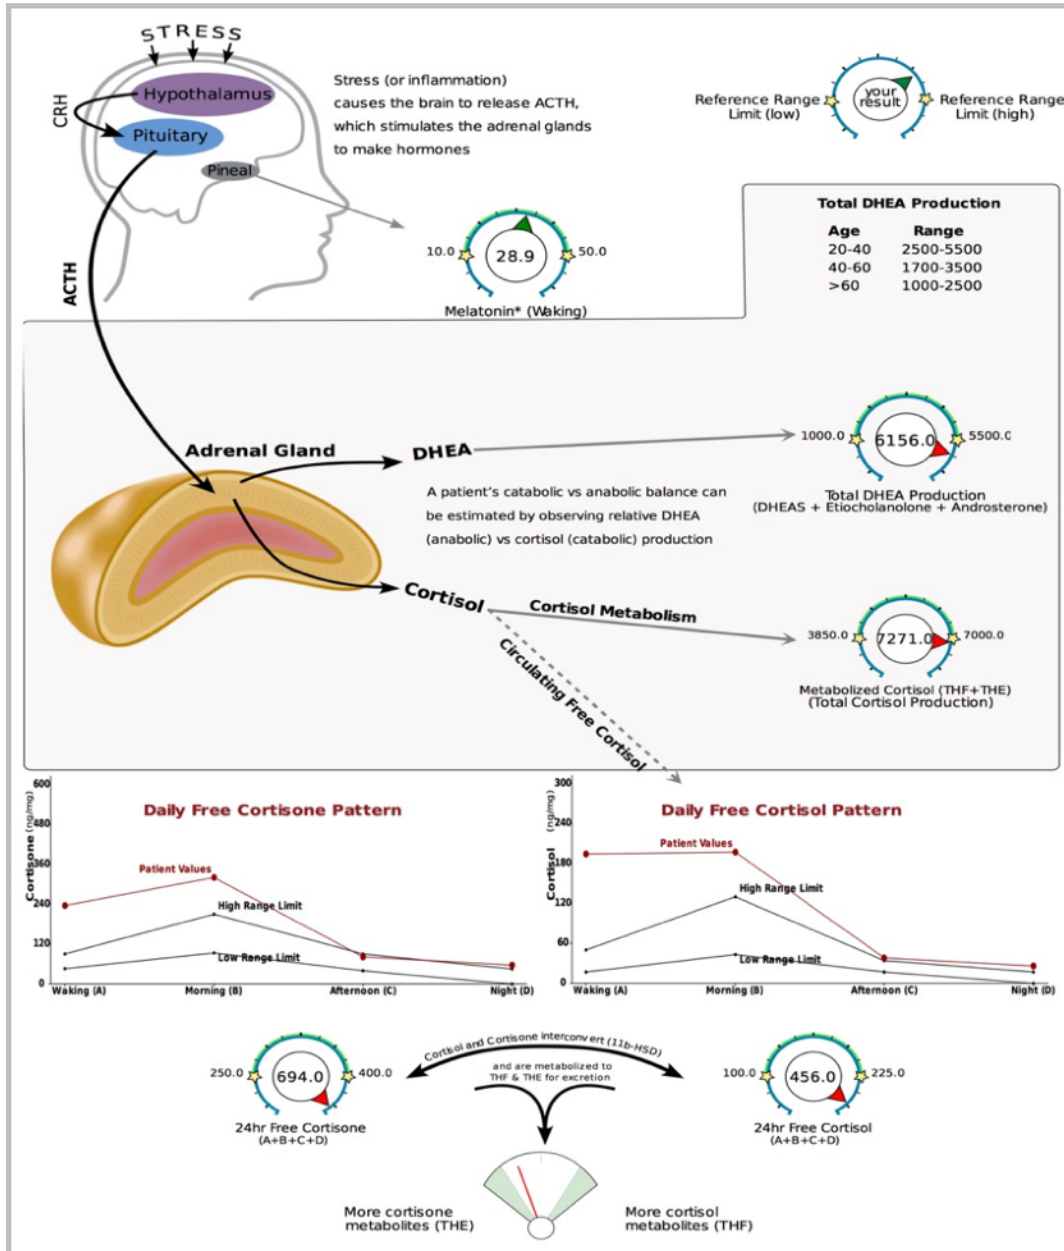 STRESS
Hypothalamus
CRH
Pituitary
Pineal
ACTH
Stress (or inflammation)
causes the brain to release ACTH,
which stimulates the adrenal glands
to make hormones
Reference Range
Limit (low)
your
result
Reference Range
Limit (high)
10.0
28.9
50.0
Melatonin* (Waking)
Total DHEA Production
Age Range
20-40 2500-5500
40-60 1700-3500
>60 1000-2500
Adrenal Gland
DHEA
1000.0
6156.0
5500.0
Total DHEA Production
(DHEAS + Etiocholanolone + Androsterone)
A patient's catabolic vs anabolic balance can
be estimated by observing relative DHEA
(anabolic) vs cortisol (catabolic) production
Cortisol
Cortisol Metabolism
3850.0
7271.0
7000.0
Metabolized Cortisol (THF+THE)
(Total Cortisol Production)
Circulating Free Cortisol
Daily Free Cortisone Pattern
Cortisone (ng/mg)
600
480
360
240
120
0
Patient Values
High Range Limit
Low Range Limit
Waking (A) Morning (B) Afternoon (C) Night (D)
Daily Free Cortisol Pattern
Cortisol (ng/mg)
300
240
180
120
60
0
Patient Values
High Range Limit
Low Range Limit
Waking (A) Morning (B) Afternoon (C) Night (D)
250.0
694.0
400.0
24hr Free Cortisone
(A+B+C+D)
Cortisol and Cortisone interconvert (11b-HSD)
and are metabolized to
THF & THE for excretion
100.0
456.0
225.0
24hr Free Cortisol
(A+B+C+D)
More cortisone
metabolites (THE)
More cortisol
metabolites (THF)